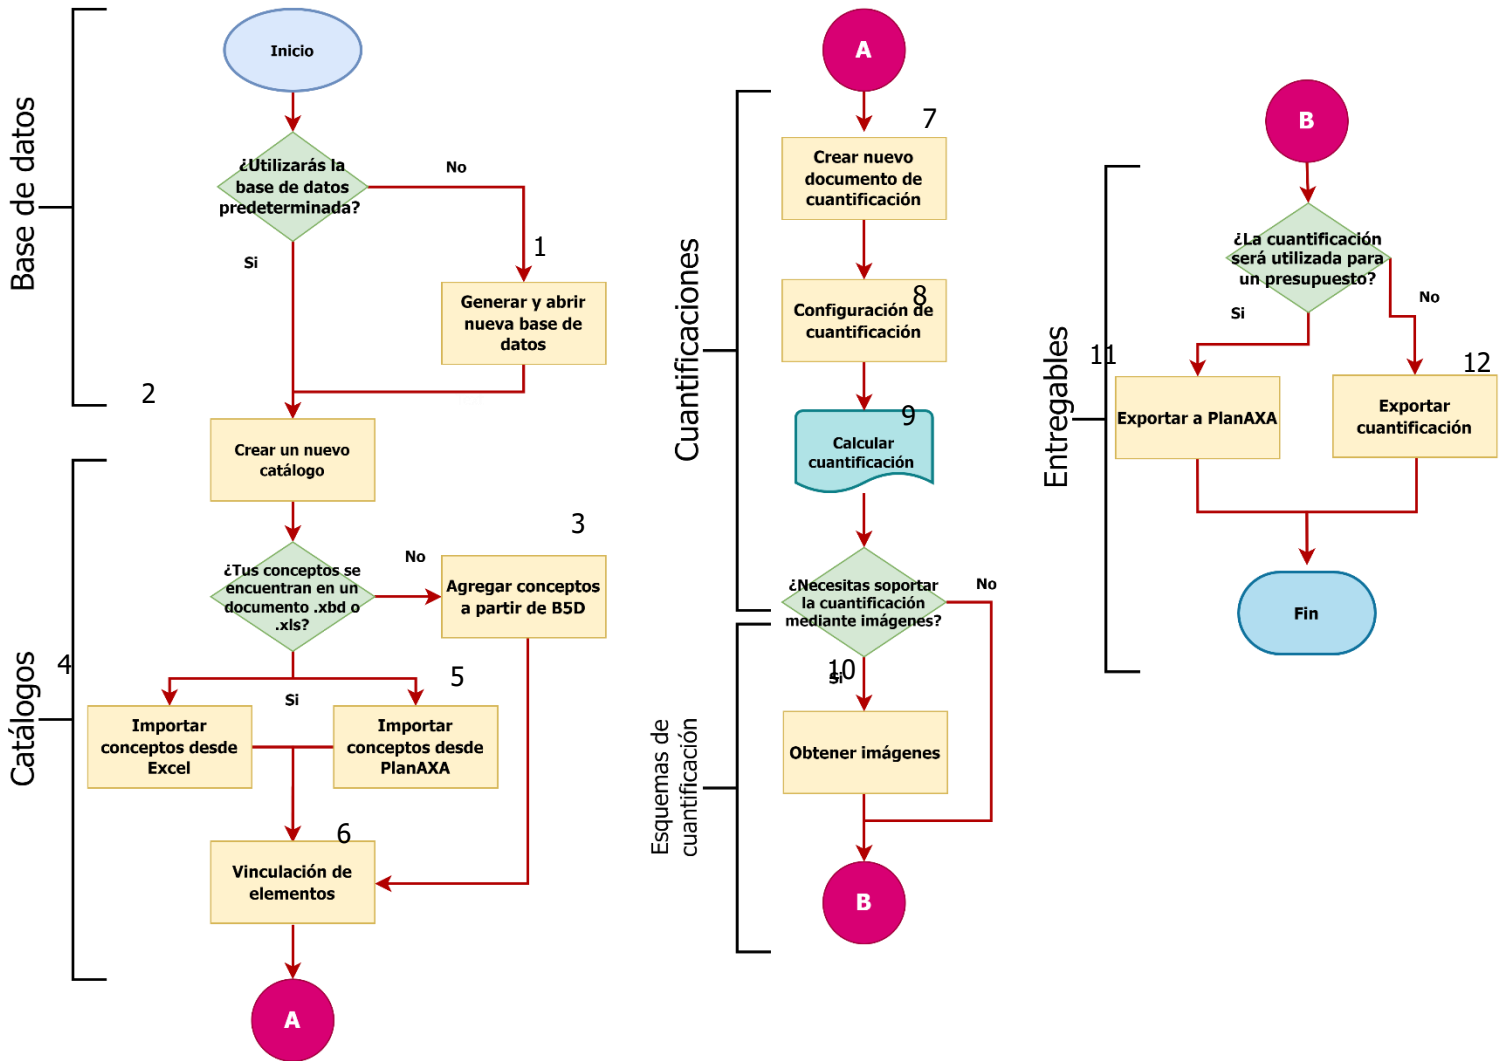 Base de datos
Inicio
¿Utilizarás la
base de datos
predeterminada?
No
Si
1
Generar y abrir
nueva base de
datos
2
Crear un nuevo
catálogo
Catálogos
¿Tus conceptos se
encuentran en un
documento .xbd o
.xls?
No
3
Agregar conceptos
a partir de B5D
4
Si
5
Importar
conceptos desde
Excel
Importar
conceptos desde
PlanAXA
6
Vinculación de
elementos
A
A
Cuantificaciones
7
Crear nuevo
documento de
cuantificación
8
Configuración de
cuantificación
9
Calcular
cuantificación
¿Necesitas soportar
la cuantificación
mediante imágenes?
No
Si
10
Esquemas de
cuantificación
Obtener imágenes
B
B
Entregables
¿La cuantificación
será utilizada para
un presupuesto?
Si
No
11
Exportar a PlanAXA
12
Exportar
cuantificación
Fin